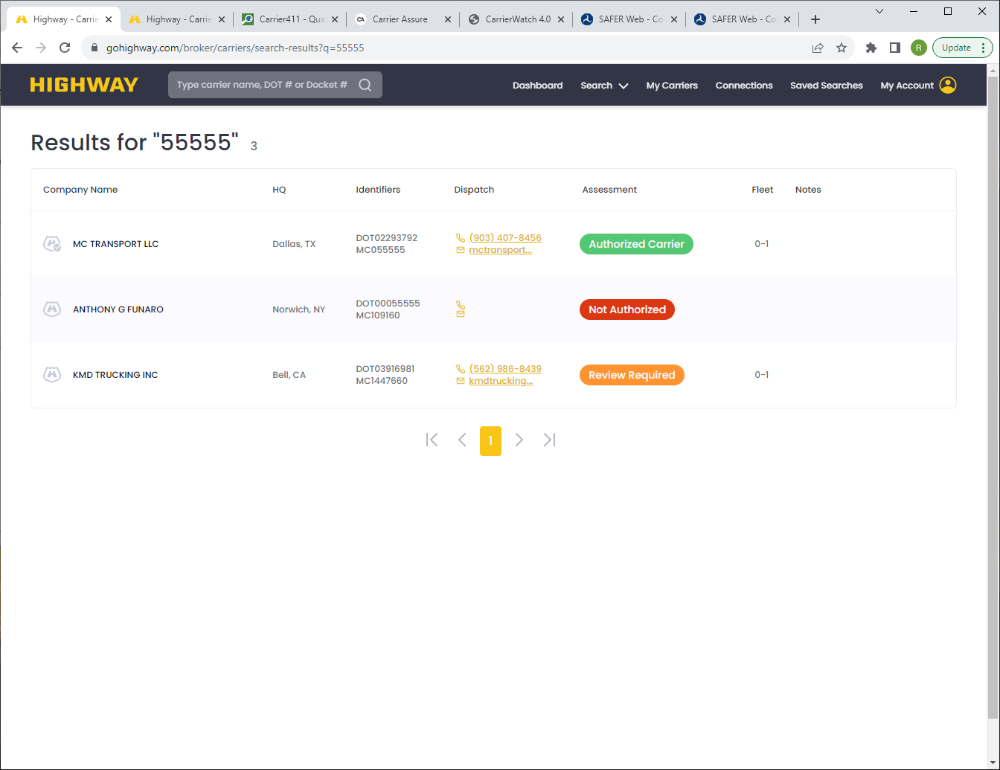 Highway - Carrie
Highway - Carrie
Carrier411 - Qua
Carrier Assure
CarrierWatch 4.0
SAFER Web - Co
SAFER Web - Co
gohighway.com/broker/carriers/search-results?q=55555
R
Update
HIGHWAY
Type carrier name, DOT # or Docket #
Dashboard
Search
My Carriers
Connections
Saved Searches
My Account
Results for "55555" 3
Company Name HQ Identifiers Dispatch Assessment Fleet Notes
MC TRANSPORT LLC Dallas, TX DOT02293792 (903) 407-8456 Authorized Carrier 0-1
MC055555 mctransport...
ANTHONY G FUNARO Norwich, NY DOT00055555 Not Authorized
MC109160
KMD TRUCKING INC Bell, CA DOT03916981 (562) 986-8439 Review Required 0-1
MC1447660 kmdtrucking...
1